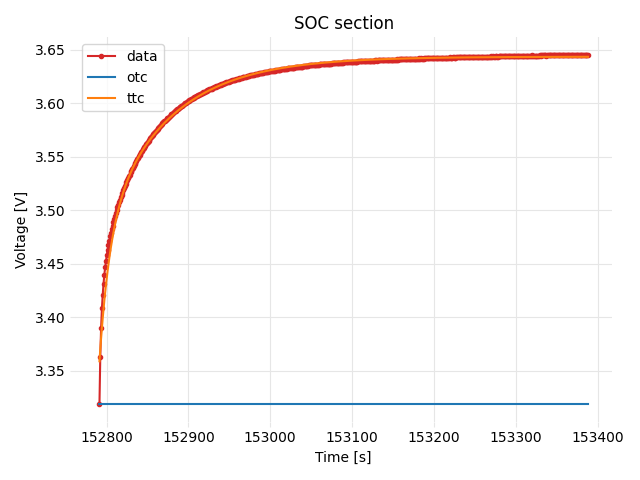 SOC section
data
otc
ttc
3.65
3.60
3.55
3.50
3.45
3.40
3.35
Voltage [V]
152800 152900 153000 153100 153200 153300 153400
Time [s]